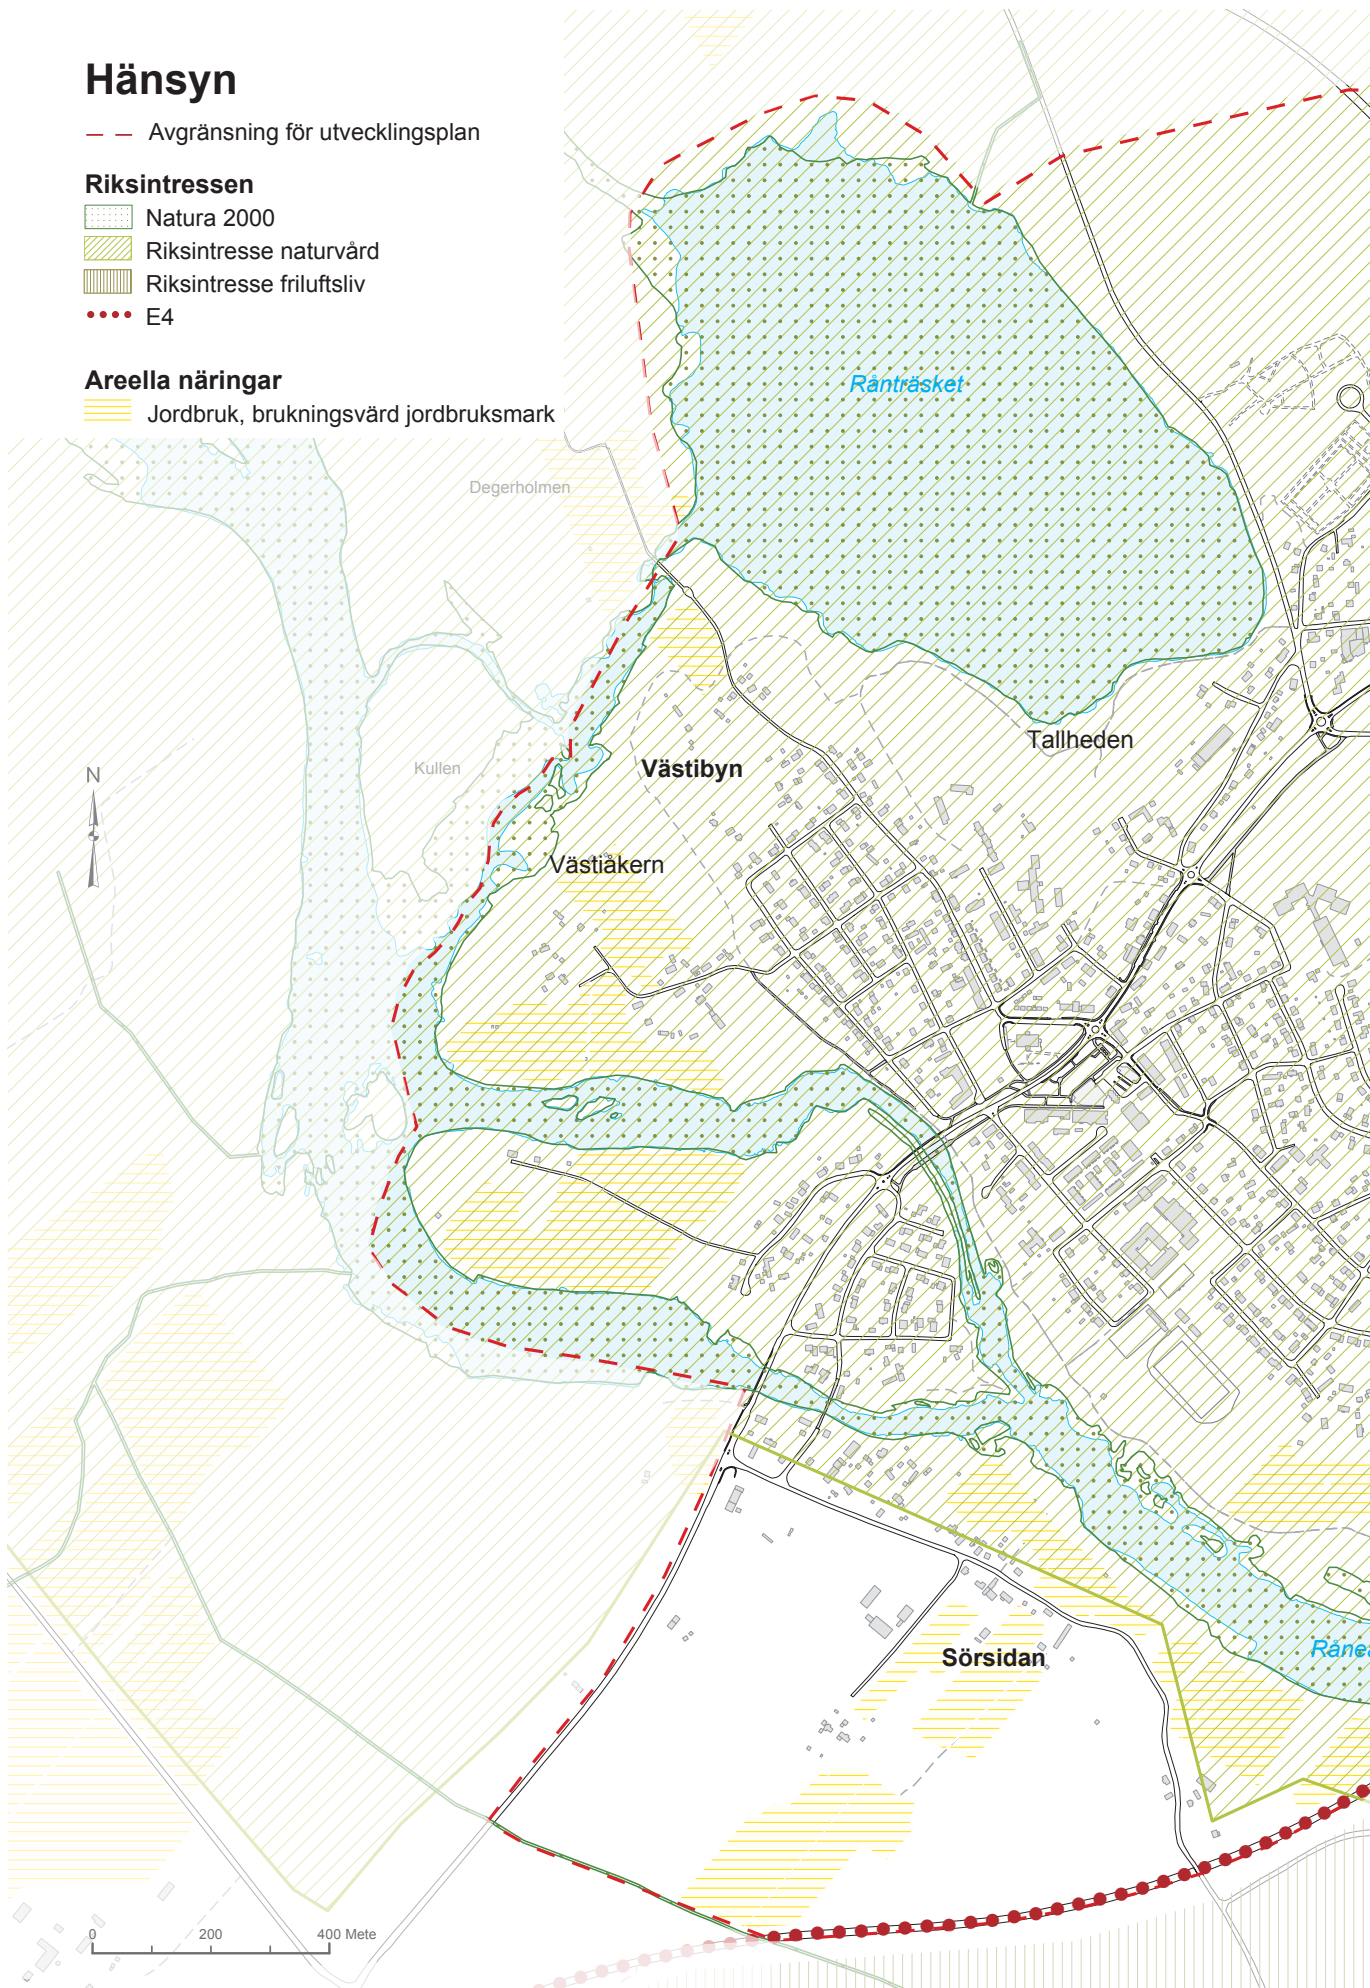 Hänsyn
Avgränsning för utvecklingsplan
Riksintressen
Natura 2000
Riksintresse naturvård
Riksintresse friluftsliv
E4
Areella näringar
Jordbruk, brukningsvärd jordbruksmark
Rånträsket
Degerholmen
Tallheden
Kullen
Västibyn
N
Västiåkern
Sörsidan
0
200
400 Mete